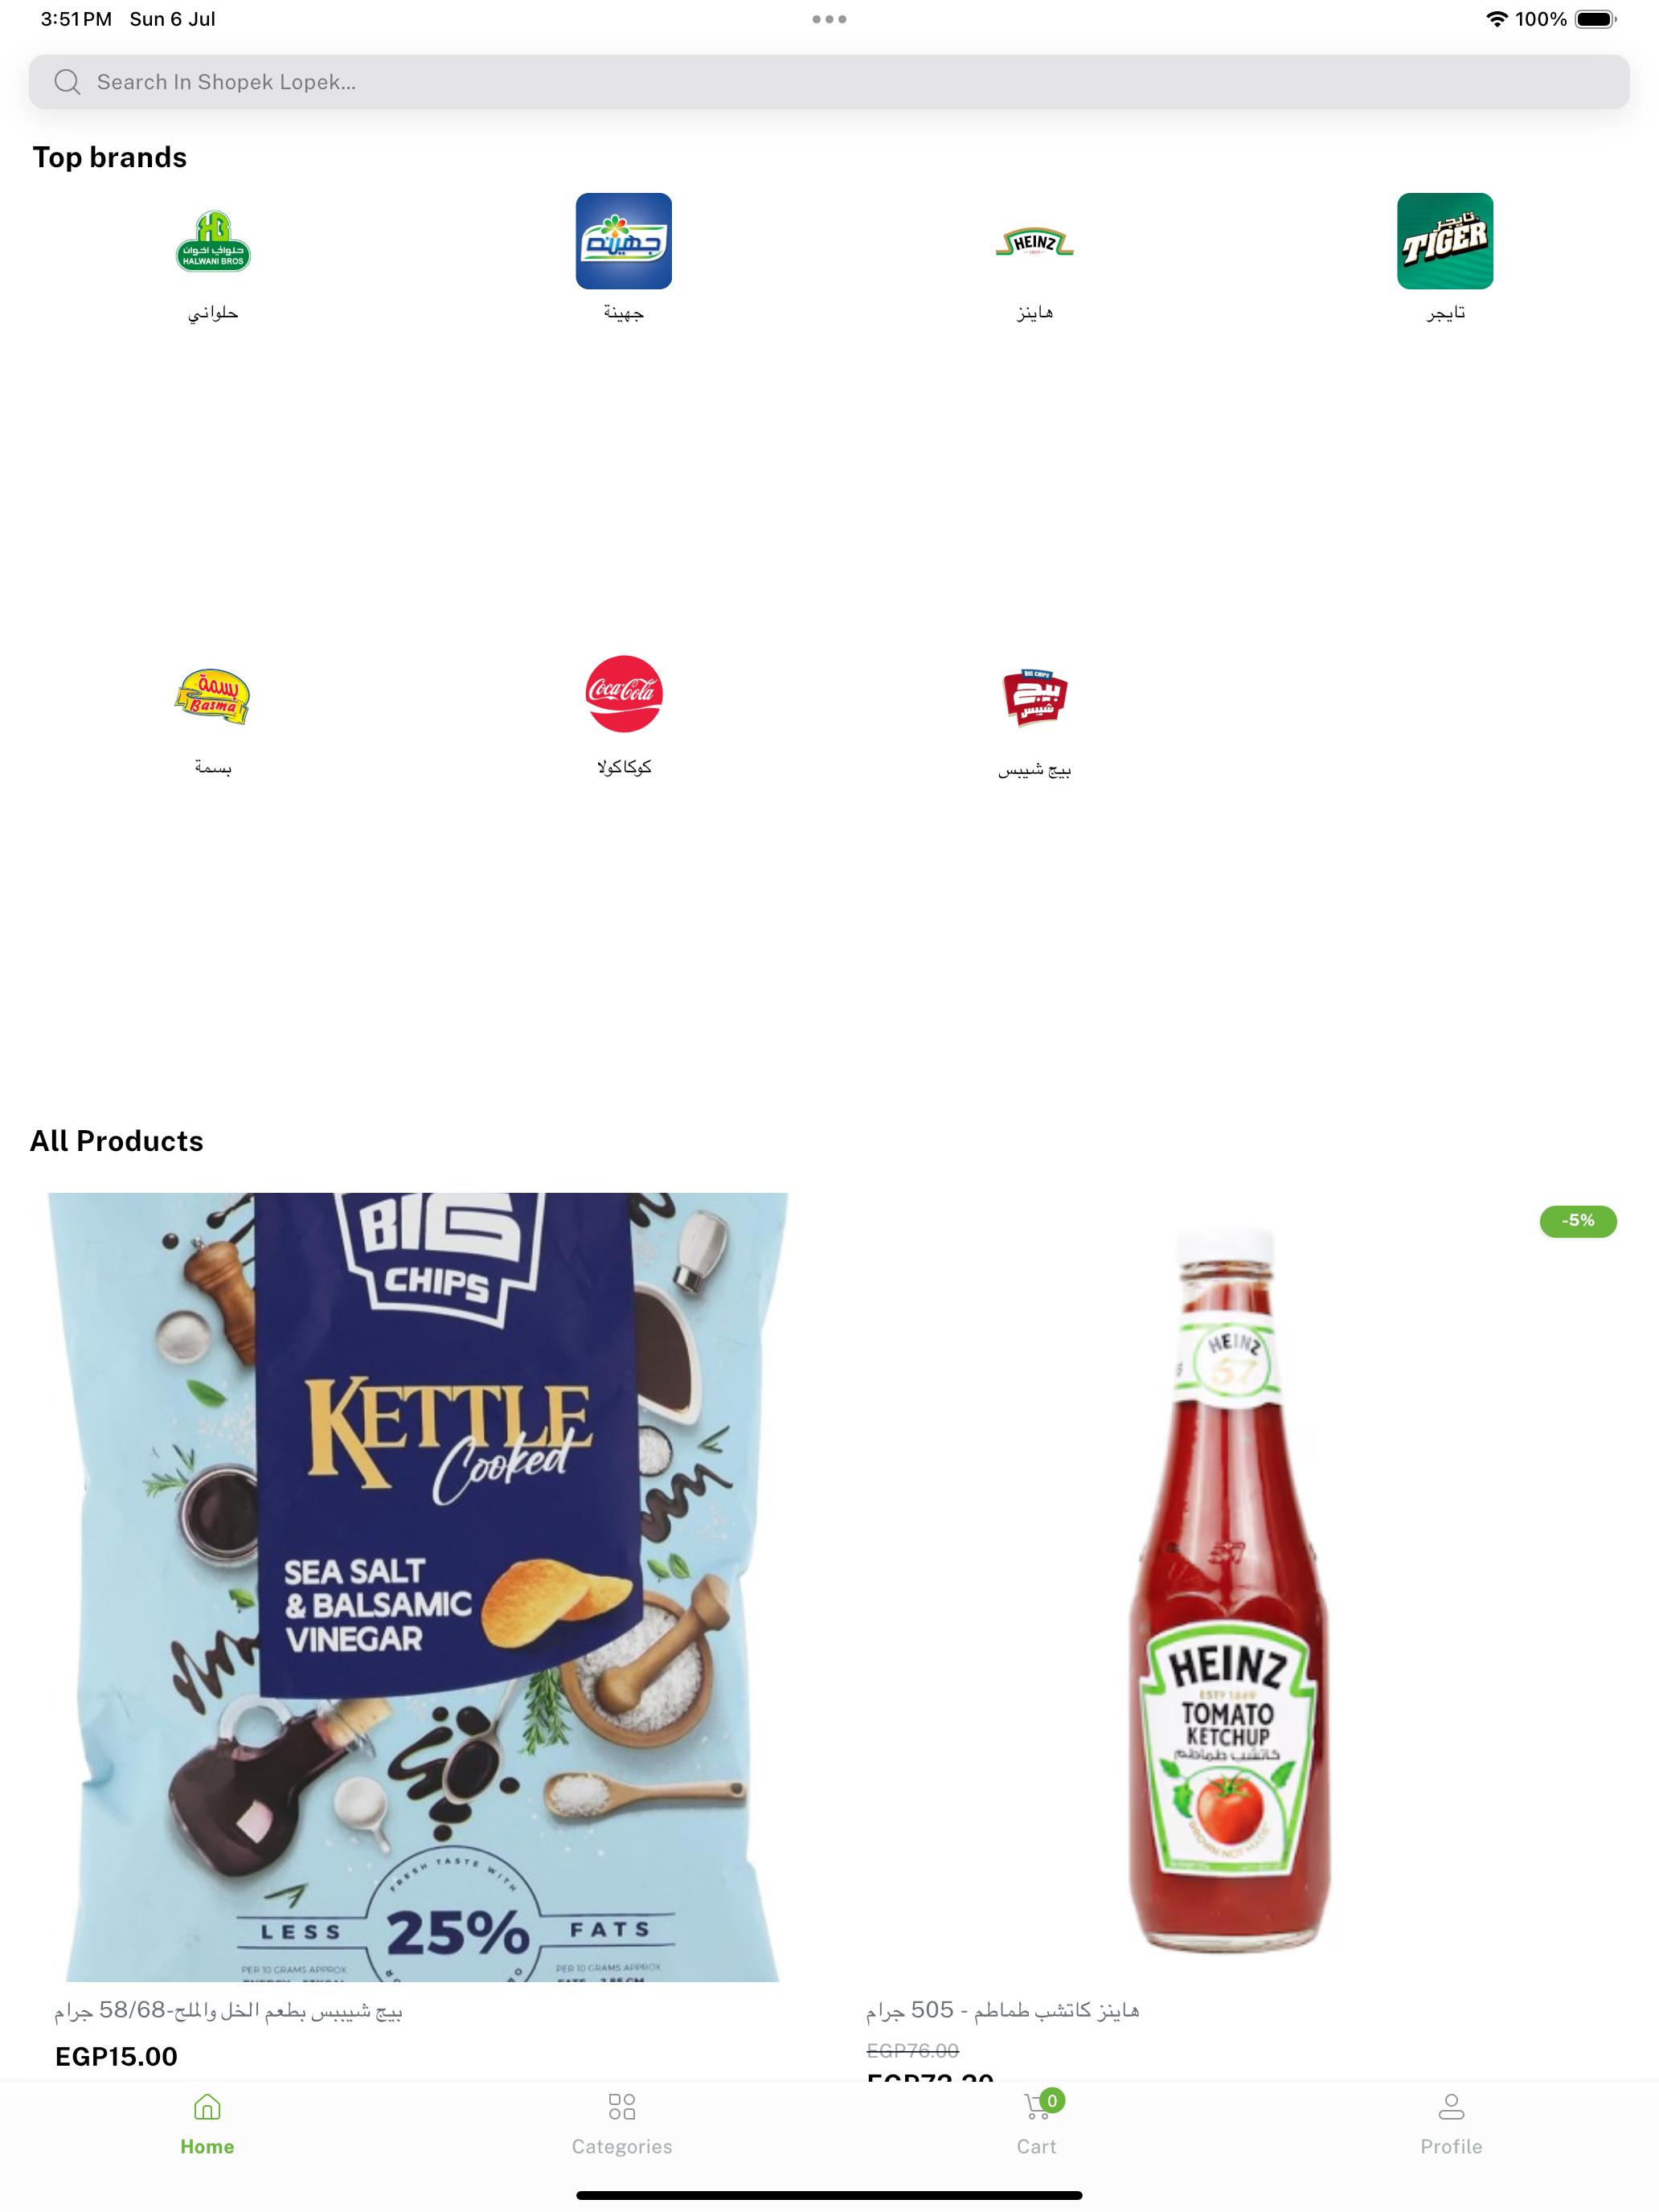 3:51 PM Sun 6 Jul
100%
Search In Shopek Lopek...
Top brands
حلواني اخوان
HALWANI BROS
جهينة
HEINZ
تايجر
TIGER
حلواني
جهينة
هاينز
تايجر
بسمة
Basma
Coca-Cola
BIG CHIPS
بيج
شيبس
بسمة
كوكاكولا
بيج شيبس
All Products
BIG
CHIPS
KETTLE
Cooked
SEA SALT
& BALSAMIC
VINEGAR
FRESH TASTE WITH
LESS 25% FATS
PER 10 GRAMS APPROX
PER 10 GRAMS APPROX
-5%
HEINZ
57
57
HEINZ
ESTD 1869
TOMATO
KETCHUP
كاتشب طماطم
GROWN NOT MADE
بيج شيببس بطعم الخل والملح-58/68 جرام
EGP15.00
هاينز كاتشب طماطم - 505 جرام
EGP76.00
EGP72.20
0
Home Categories Cart Profile